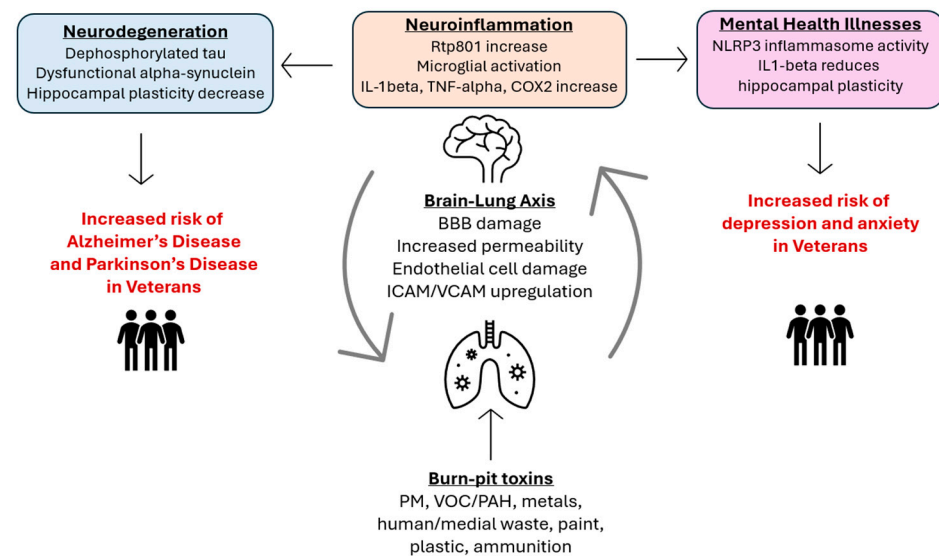 Neurodegeneration
Dephosphorylated tau
Dysfunctional alpha-synuclein
Hippocampal plasticity decrease
Neuroinflammation
Rtp801 increase
Microglial activation
IL-1beta, TNF-alpha, COX2 increase
Mental Health Illnesses
NLRP3 inflammasome activity
IL1-beta reduces
hippocampal plasticity
Increased risk of
Alzheimer's Disease
and Parkinson's Disease
in Veterans
Brain-Lung Axis
BBB damage
Increased permeability
Endothelial cell damage
ICAM/VCAM upregulation
Increased risk of
depression and anxiety
in Veterans
Burn-pit toxins
PM, VOC/PAH, metals,
human/medial waste, paint,
plastic, ammunition